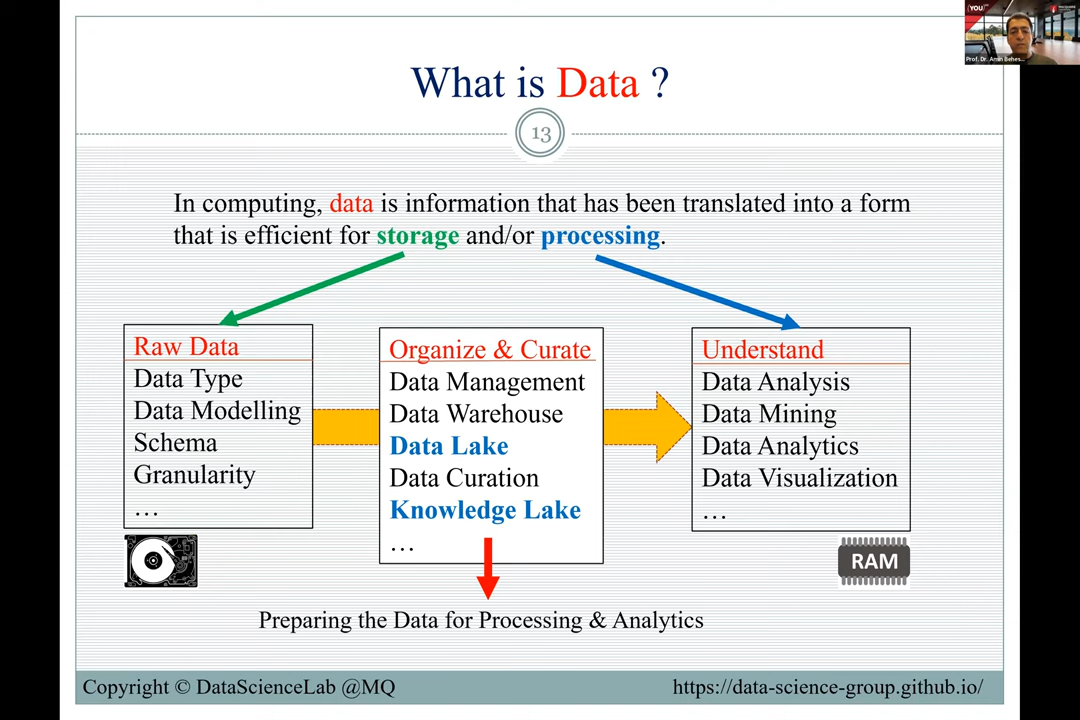 What is Data ?
13
In computing, data is information that has been translated into a form
that is efficient for storage and/or processing.
Raw Data
Data Type
Data Modelling
Schema
Granularity
…
Organize & Curate
Data Management
Data Warehouse
Data Lake
Data Curation
Knowledge Lake
…
Understand
Data Analysis
Data Mining
Data Analytics
Data Visualization
…
RAM
Preparing the Data for Processing & Analytics
Copyright © DataScienceLab @MQ
https://data-science-group.github.io/
(YOU)
Prof. Dr. Amin Behes...